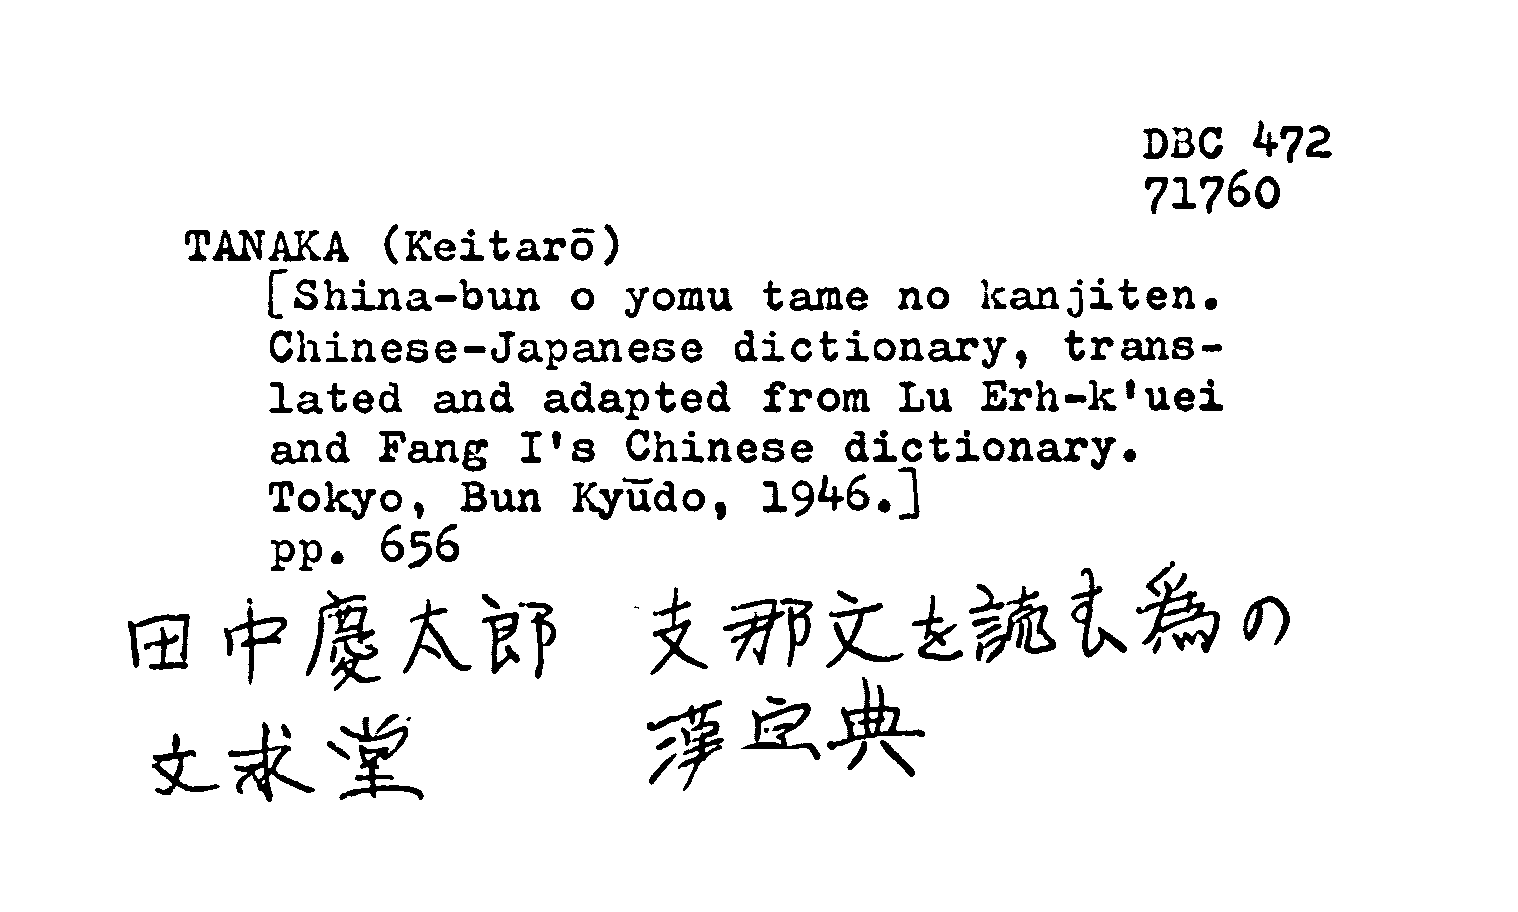 DBC 472
71760
TANAKA (Keitarō)
[Shina-bun o yomu tame no kanjiten.
Chinese-Japanese dictionary, trans-
lated and adapted from Lu Erh-k'uei
and Fang I's Chinese dictionary.
Tokyo, Bun Kyūdo, 1946.]
pp. 656
田中慶太郎 支那文を読む為の
文求堂 漢字典